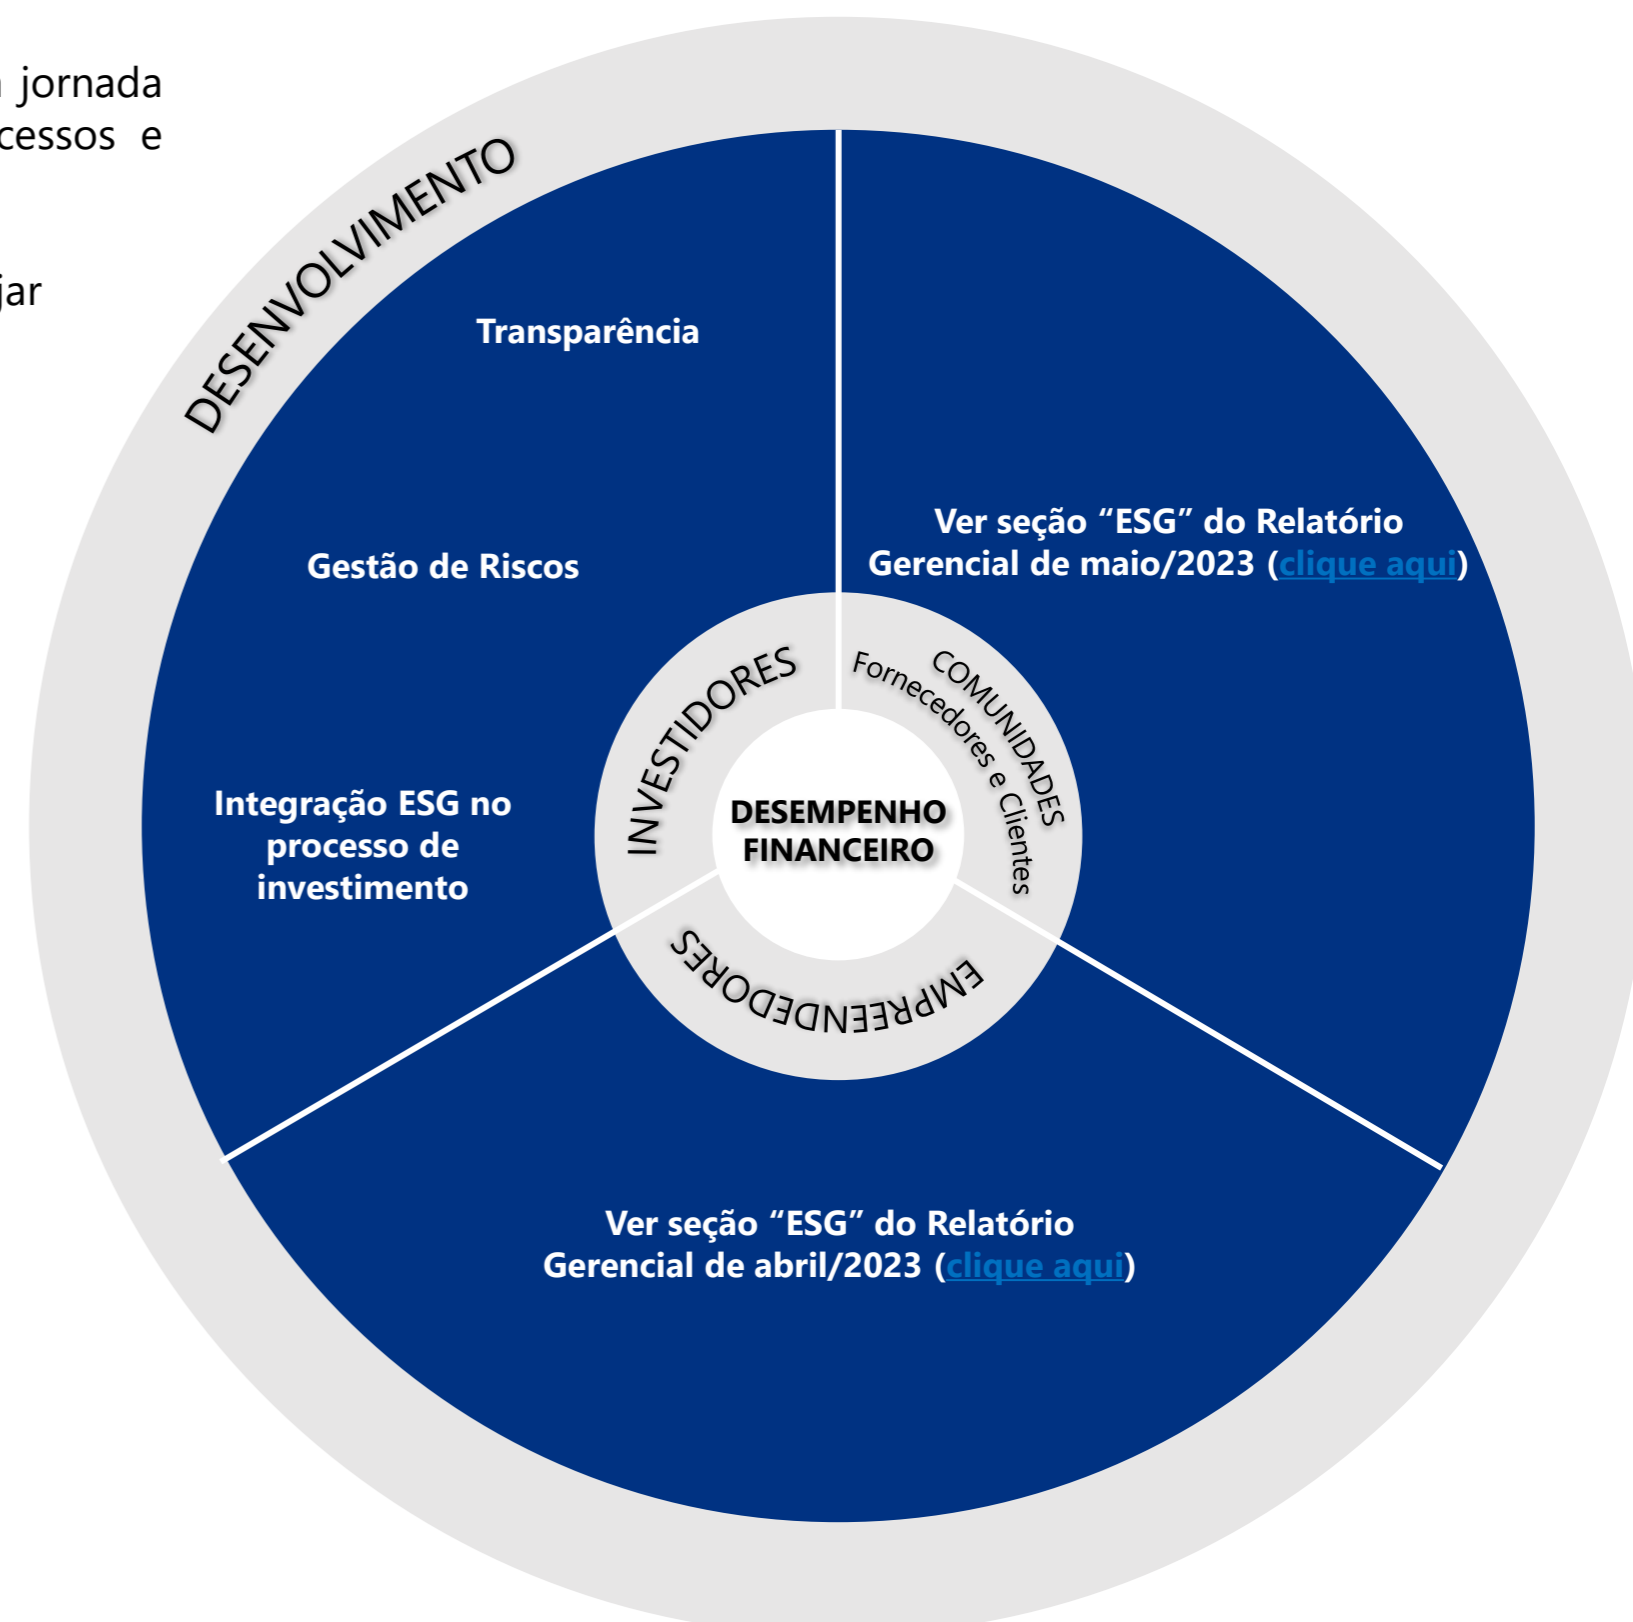 jornada
cessos e
jar
DESENVOLVIMENTO
Transparência
Gestão de Riscos
Integração ESG no
processo de
investimento
Ver seção “ESG” do Relatório
Gerencial de maio/2023 (clique aqui)
INVESTIDORES
COMUNIDADES
Fornecedores e Clientes
DESEMPENHO
FINANCEIRO
EMPREENDEDORES
Ver seção “ESG” do Relatório
Gerencial de abril/2023 (clique aqui)